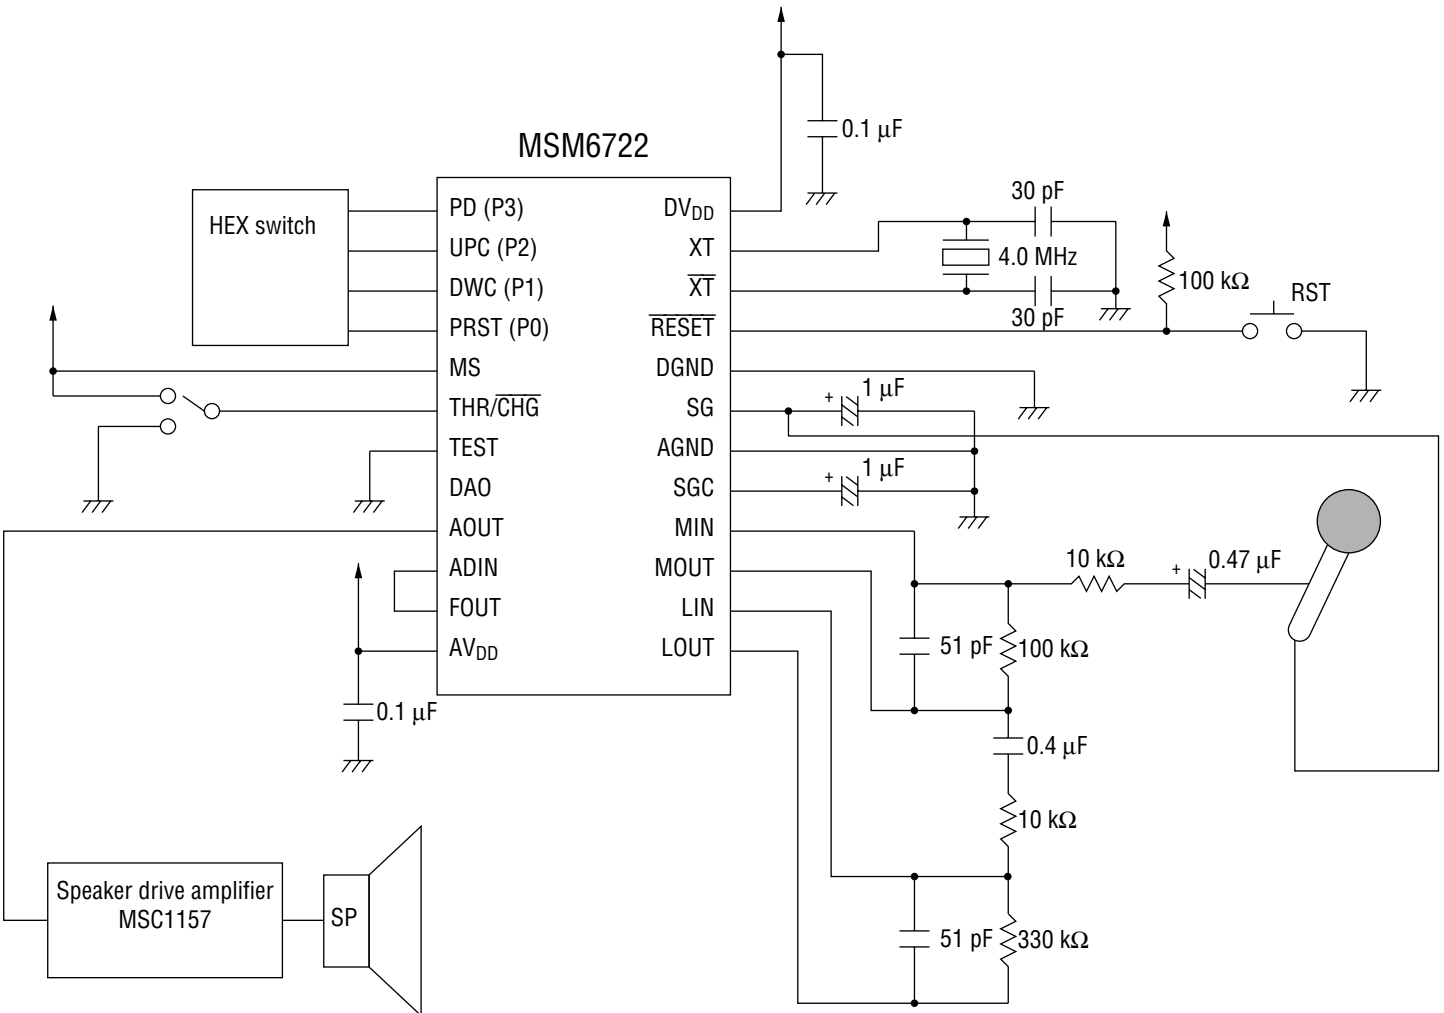 MSM6722
0.1 µF
HEX switch
PD (P3)
UPC (P2)
DWC (P1)
PRST (P0)
MS
THR/C̅H̅G̅
TEST
DAO
AOUT
ADIN
FOUT
AVDD
DVDD
XT
X̅T̅
R̅E̅S̅E̅T̅
DGND
SG
AGND
SGC
MIN
MOUT
LIN
LOUT
30 pF
4.0 MHz
30 pF
100 kΩ
RST
+ 1 µF
+ 1 µF
10 kΩ
+ 0.47 µF
51 pF
100 kΩ
0.4 µF
10 kΩ
51 pF
330 kΩ
0.1 µF
Speaker drive amplifier
MSC1157
SP